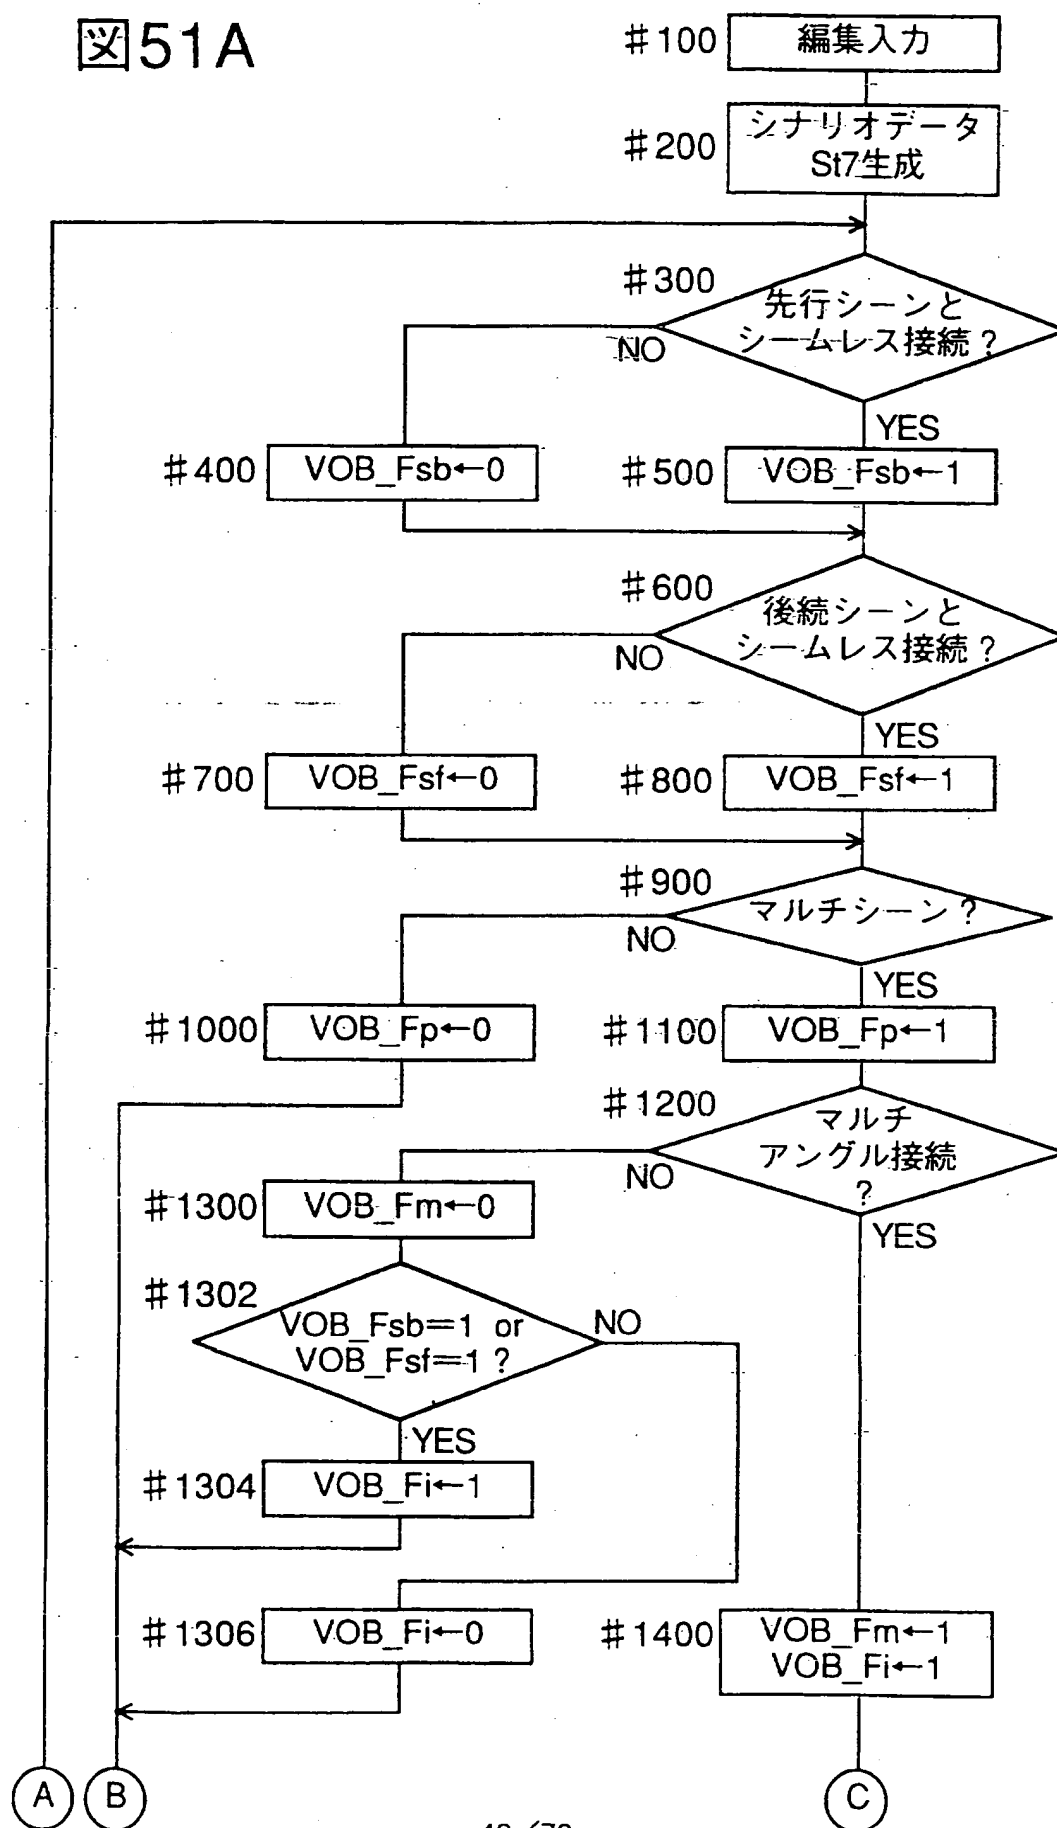 図51A
#100 編集入力
#200 シナリオデータ
St7生成
#300 先行シーンと
シームレス接続?
NO
YES
#400 VOB_Fsb←0
#500 VOB_Fsb←1
#600 後続シーンと
シームレス接続?
NO
YES
#700 VOB_Fsf←0
#800 VOB_Fsf←1
#900 マルチシーン?
NO
YES
#1000 VOB_Fp←0
#1100 VOB_Fp←1
#1200 マルチ
アングル接続
?
NO
YES
#1300 VOB_Fm←0
#1302 VOB_Fsb=1 or
VOB_Fsf=1 ?
NO
YES
#1304 VOB_Fi←1
#1306 VOB_Fi←0
#1400 VOB_Fm←1
VOB_Fi←1
A
B
C